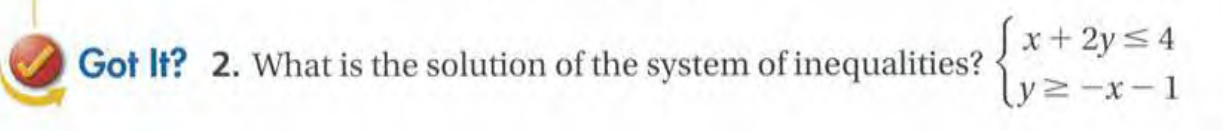 Got It? 2. What is the solution of the system of inequalities? { x + 2y ≤ 4
y ≥ −x − 1